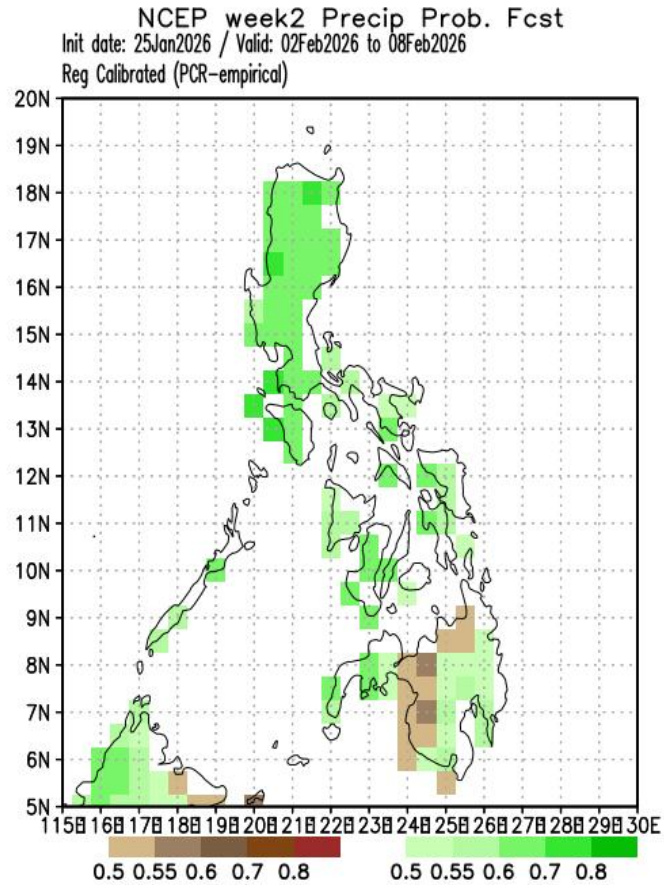 NCEP week2 Precip Prob. Fcst
Init date: 25Jan2026 / Valid: 02Feb2026 to 08Feb2026
Reg Calibrated (PCR-empirical)
20N
19N
18N
17N
16N
15N
14N
13N
12N
11N
10N
9N
8N
7N
6N
5N
0.5 0.55 0.6 0.7 0.8
0.5 0.55 0.6 0.7 0.8